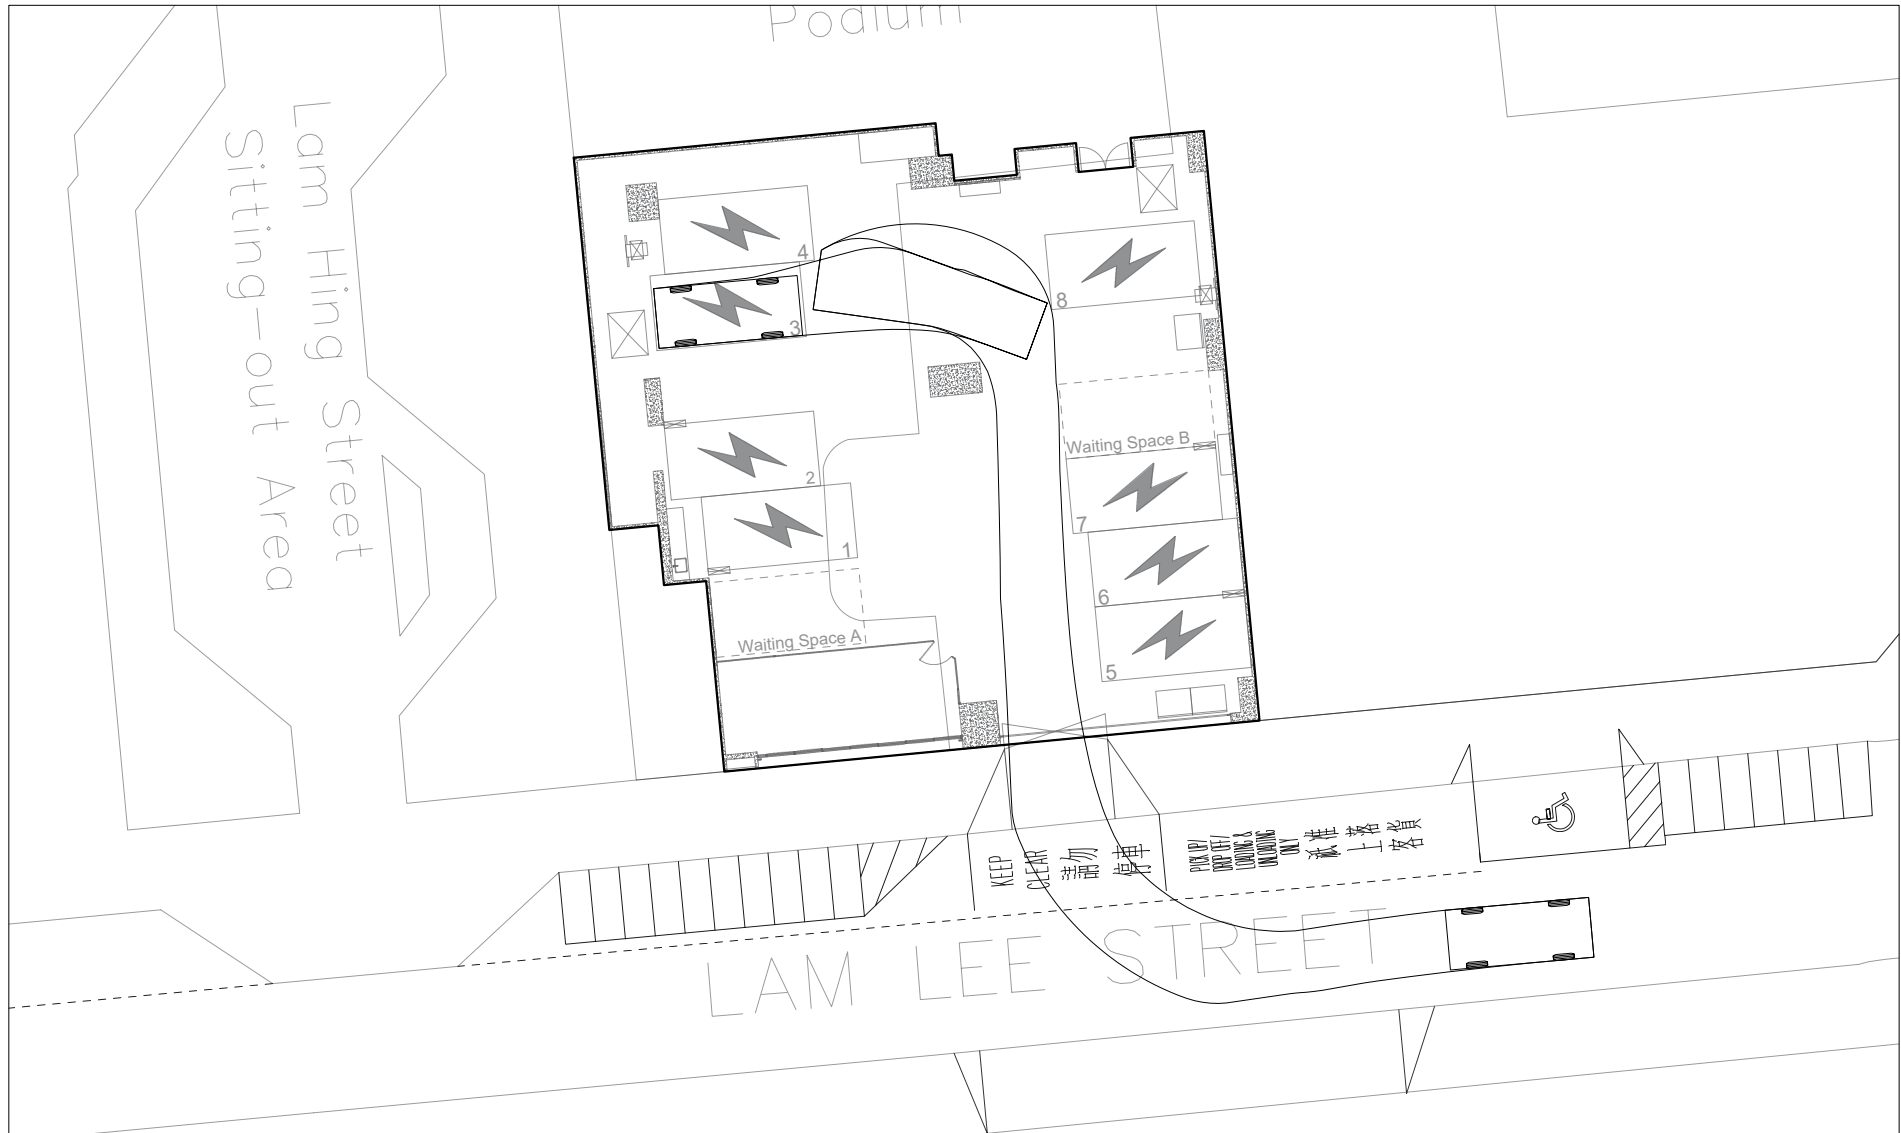 Podium
Lam Hing Street
Sitting-out Area
4
3
8
Waiting Space B
2
7
1
6
Waiting Space A
5
KEEP
CLEAR
請勿
停車
PICK UP/
DROP OFF/
LOADING &
UNLOADING
ONLY
祇准
上落
客貨
LAM LEE STREET